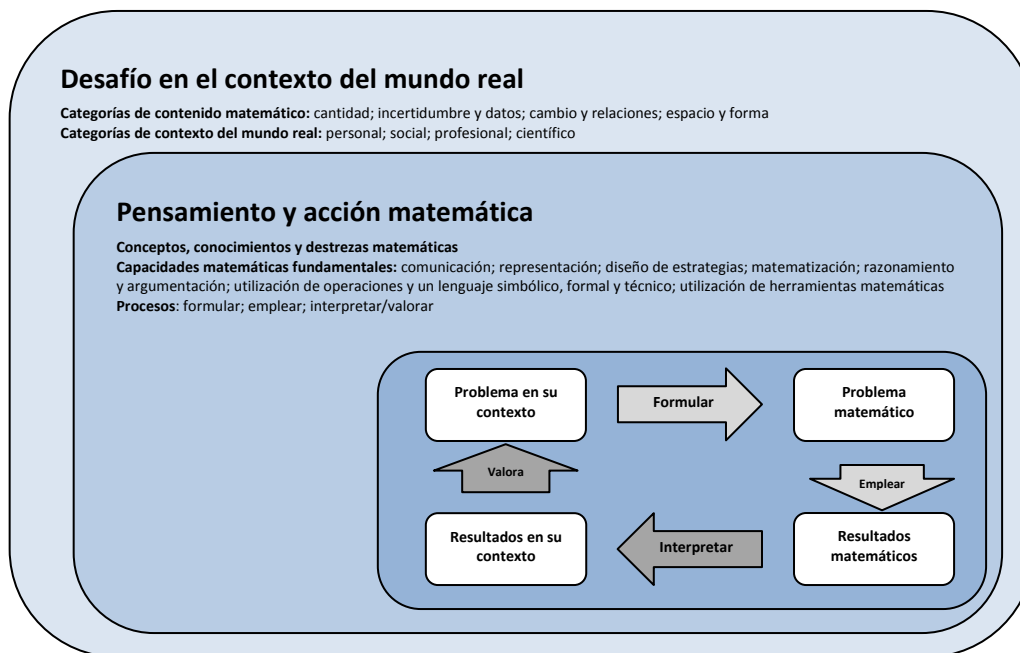 Desafío en el contexto del mundo real
Categorías de contenido matemático: cantidad; incertidumbre y datos; cambio y relaciones; espacio y forma
Categorías de contexto del mundo real: personal; social; profesional; científico
Pensamiento y acción matemática
Conceptos, conocimientos y destrezas matemáticas
Capacidades matemáticas fundamentales: comunicación; representación; diseño de estrategias; matematización; razonamiento
y argumentación; utilización de operaciones y un lenguaje simbólico, formal y técnico; utilización de herramientas matemáticas
Procesos: formular; emplear; interpretar/valorar
Problema en su
contexto
Formular
Problema
matemático
Valora
Emplear
Resultados en su
contexto
Interpretar
Resultados
matemáticos